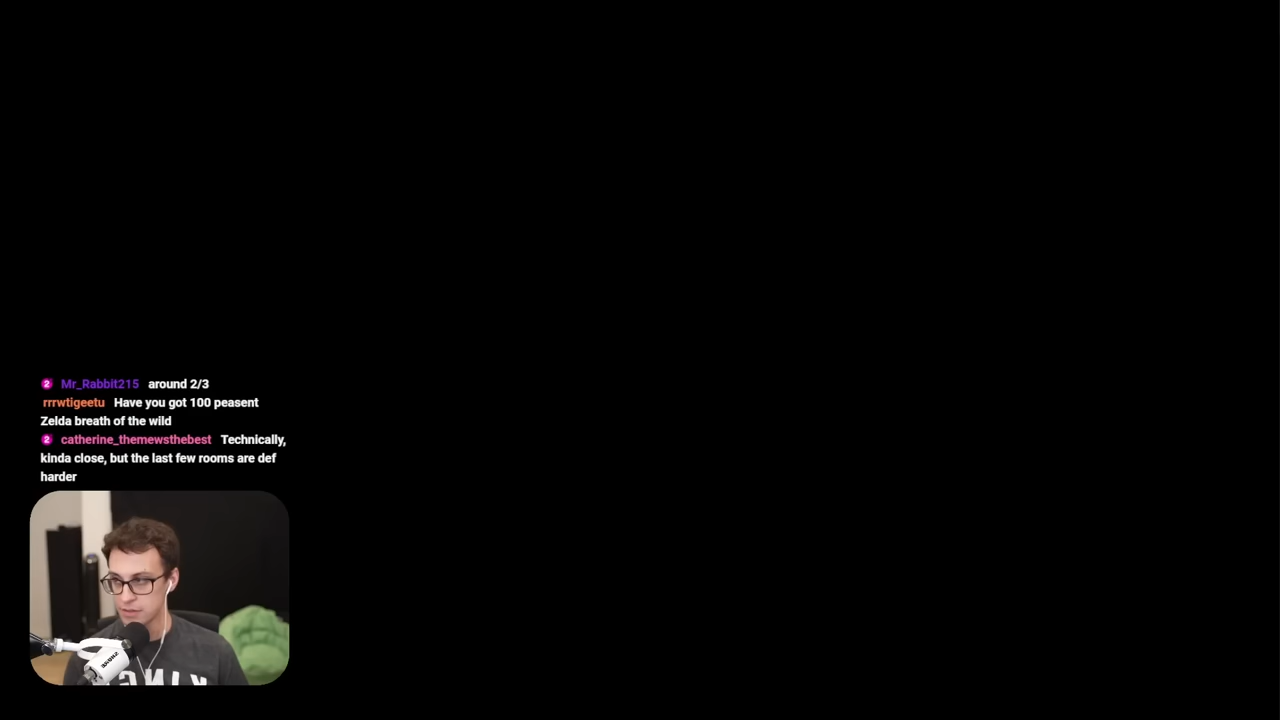 2 Mr_Rabbit215 around 2/3
rrrwtigeetu Have you got 100 peasent
Zelda breath of the wild
2 catherine_themewsthebest Technically,
kinda close, but the last few rooms are def
harder